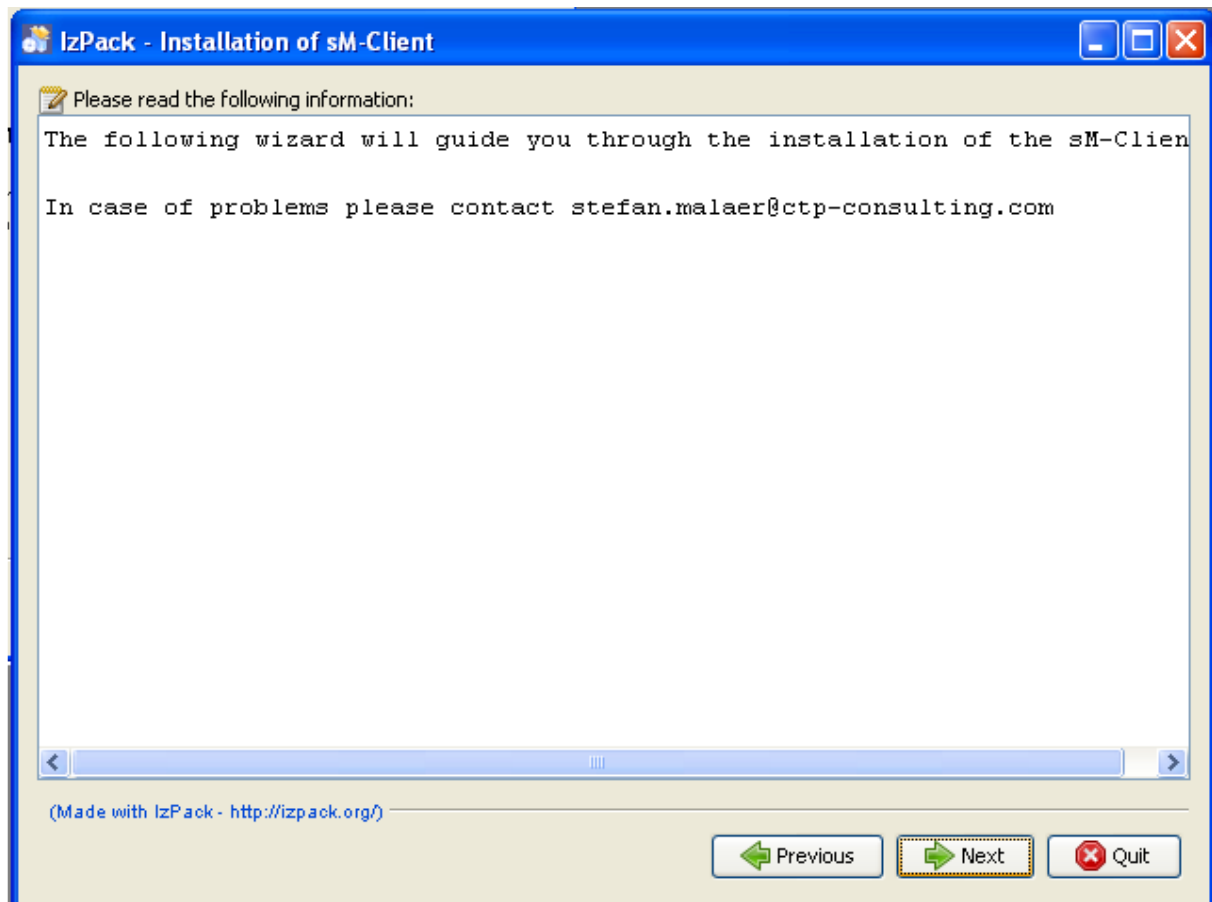 IzPack - Installation of sM-Client
Please read the following information:
The following wizard will guide you through the installation of the sM-Clien
In case of problems please contact stefan.malaer@ctp-consulting.com
(Made with IzPack - http://izpack.org/)
Previous
Next
Quit